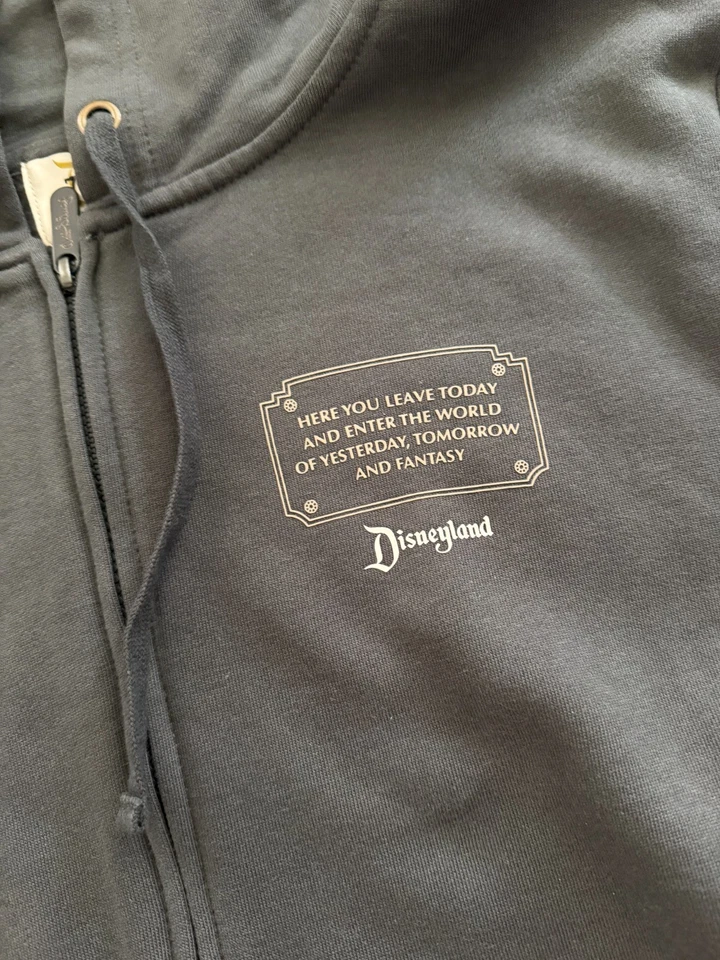 HERE YOU LEAVE TODAY
AND ENTER THE WORLD
OF YESTERDAY, TOMORROW
AND FANTASY
Disneyland